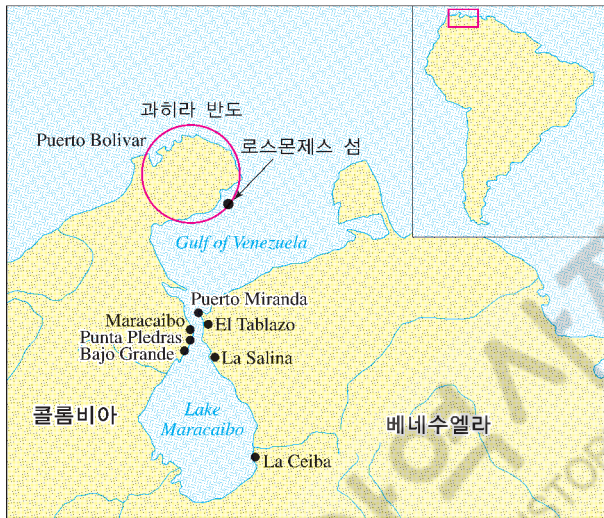 과히라 반도
Puerto Bolivar
로스몬제스 섬
Gulf of Venezuela
Puerto Miranda
Maracaibo
El Tablazo
Punta Pledras
Bajo Grande
La Salina
콜롬비아
Lake
Maracaibo
베네수엘라
La Ceiba